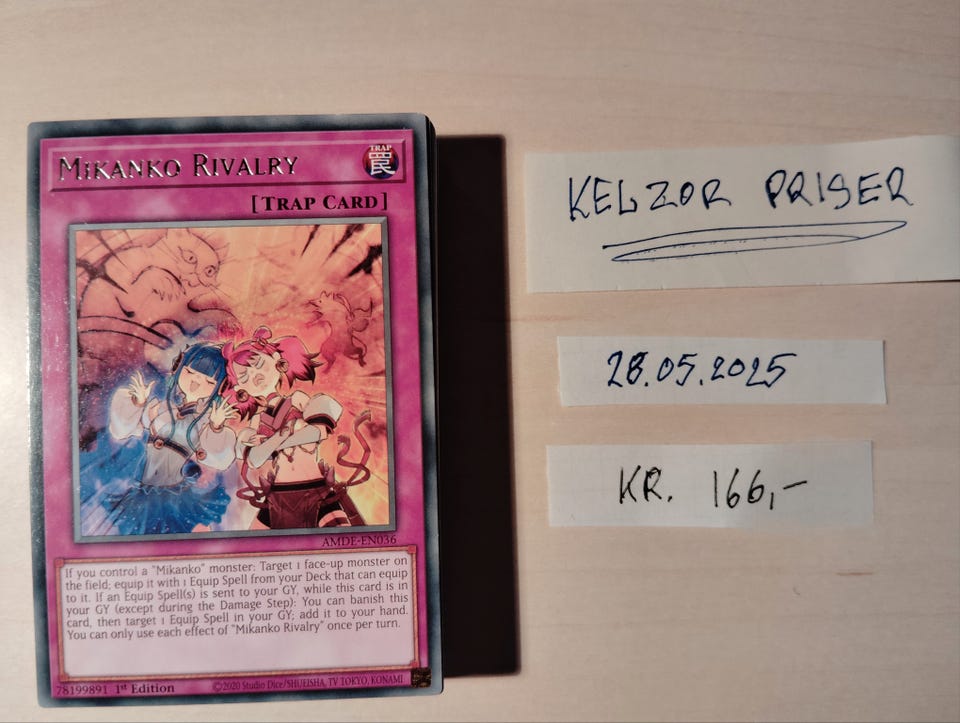 MIKANKO RIVALRY
TRAP
罠
[TRAP CARD]
AMDE-EN036
If you control a "Mikanko" monster: Target 1 face-up monster on
the field; equip it with 1 Equip Spell from your Deck that can equip
to it. If an Equip Spell(s) is sent to your GY, while this card is in
your GY (except during the Damage Step): You can banish this
card, then target 1 Equip Spell in your GY; add it to your hand.
You can only use each effect of "Mikanko Rivalry" once per turn.
78199891 1st Edition
©2020 Studio Dice/SHUEISHA, TV TOKYO, KONAMI
KELZOR PRISER
28.05.2025
KR. 166,-